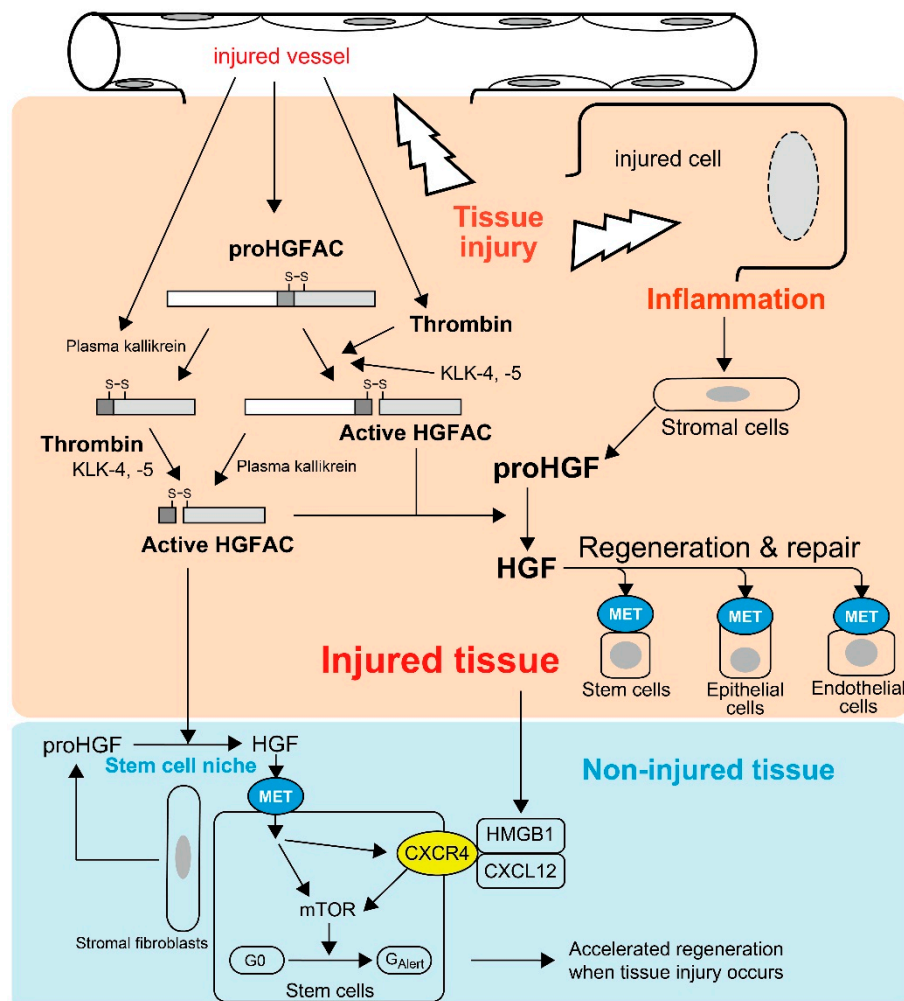 injured vessel
injured cell
Tissue
injury
proHGFAC
S-S
Inflammation
Thrombin
Plasma kallikrein
KLK-4, -5
S-S
S-S
Active HGFAC
Stromal cells
Thrombin
KLK-4, -5
Plasma kallikrein
proHGF
S-S
Active HGFAC
HGF
Regeneration & repair
MET
MET
MET
Stem cells
Epithelial
cells
Endothelial
cells
Injured tissue
proHGF
HGF
Stem cell niche
Non-injured tissue
MET
HMGB1
CXCR4
CXCL12
mTOR
Stromal fibroblasts
G0
GAlert
Stem cells
Accelerated regeneration
when tissue injury occurs